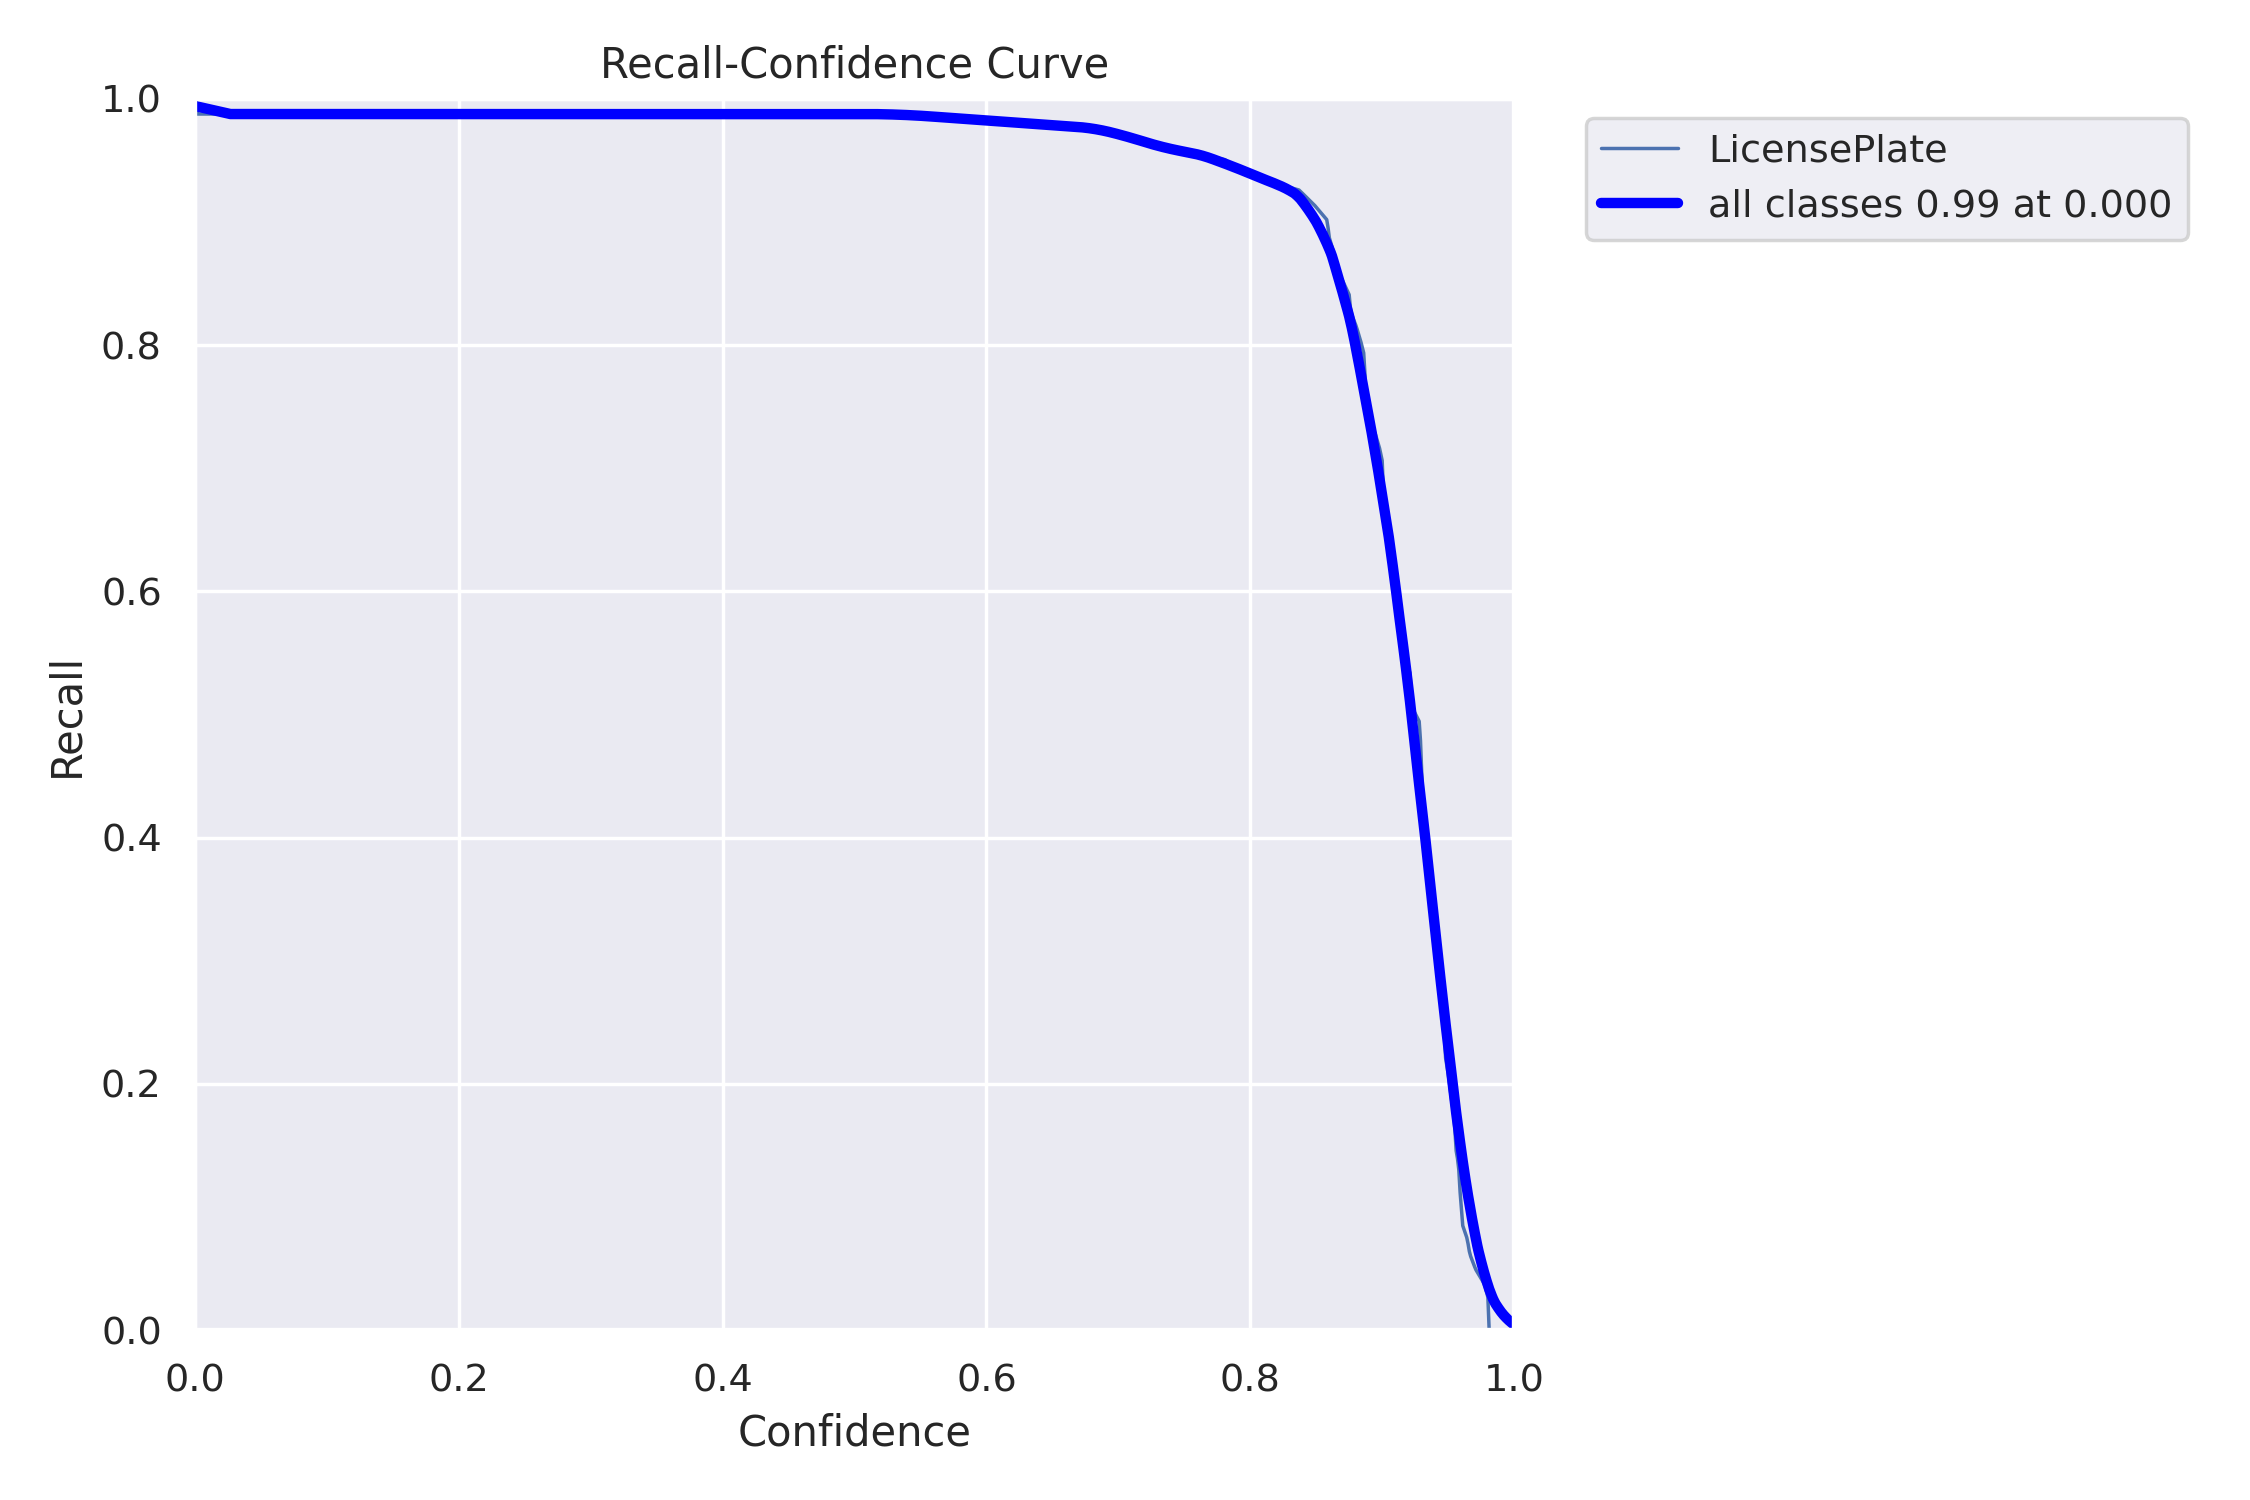 Recall-Confidence Curve
1.0
0.8
0.6
0.4
0.2
0.0
Recall
0.0 0.2 0.4 0.6 0.8 1.0
Confidence
LicensePlate
all classes 0.99 at 0.000